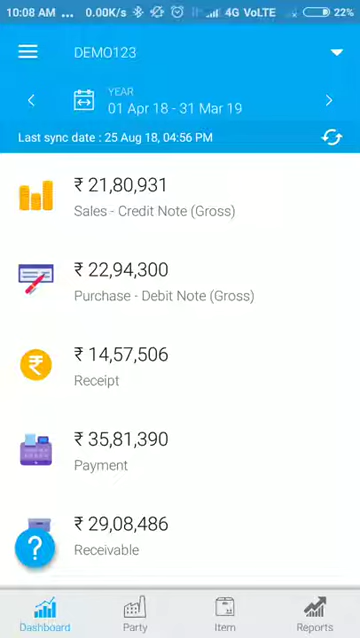 10:08 AM ... 0.00K/s 4G VoLTE 22%
DEMO123
YEAR
01 Apr 18 - 31 Mar 19
Last sync date : 25 Aug 18, 04:56 PM
₹ 21,80,931
Sales - Credit Note (Gross)
₹ 22,94,300
Purchase - Debit Note (Gross)
₹
₹ 14,57,506
Receipt
₹ 35,81,390
Payment
₹ 29,08,486
Receivable
?
Dashboard Party Item Reports